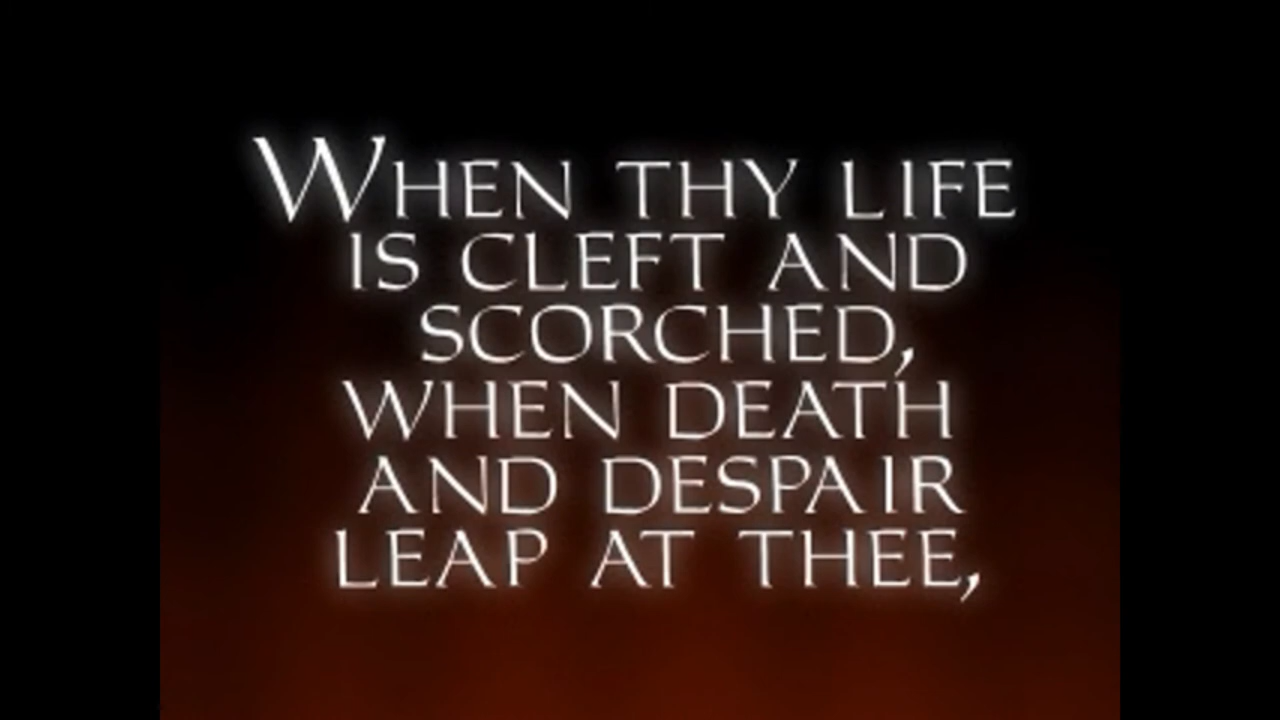 WHEN THY LIFE
IS CLEFT AND
SCORCHED,
WHEN DEATH
AND DESPAIR
LEAP AT THEE,